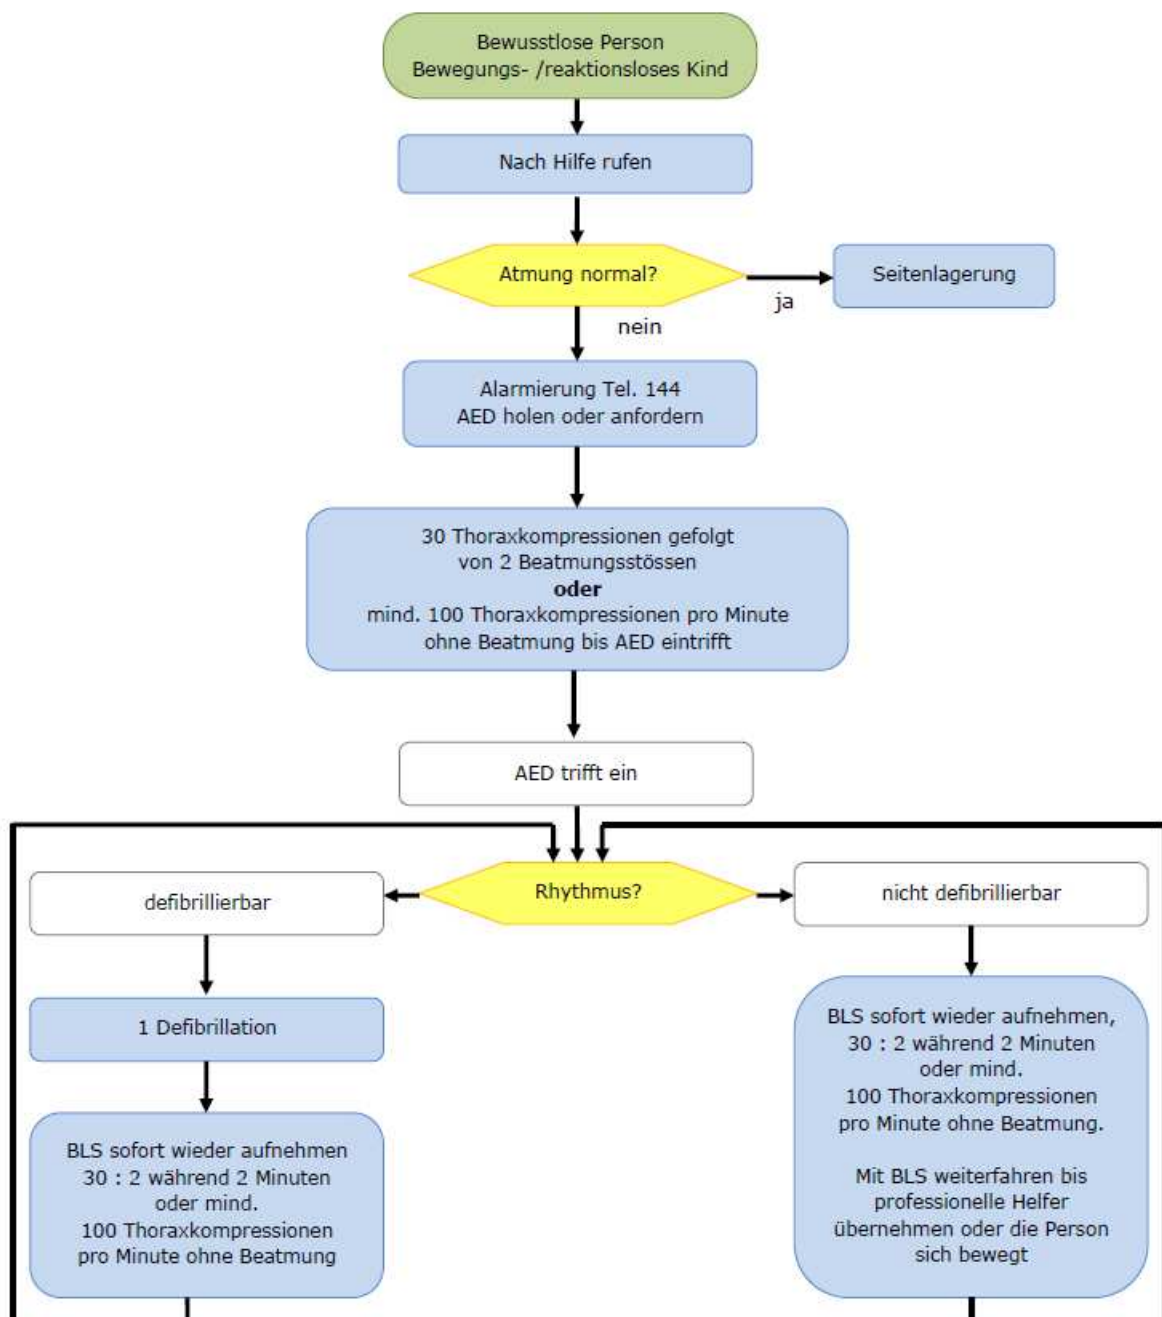 Bewusstlose Person
Bewegungs- /reaktionsloses Kind
Nach Hilfe rufen
Atmung normal?
ja
Seitenlagerung
nein
Alarmierung Tel. 144
AED holen oder anfordern
30 Thoraxkompressionen gefolgt
von 2 Beatmungsstössen
oder
mind. 100 Thoraxkompressionen pro Minute
ohne Beatmung bis AED eintrifft
AED trifft ein
Rhythmus?
defibrillierbar
1 Defibrillation
BLS sofort wieder aufnehmen
30 : 2 während 2 Minuten
oder mind.
100 Thoraxkompressionen
pro Minute ohne Beatmung
nicht defibrillierbar
BLS sofort wieder aufnehmen,
30 : 2 während 2 Minuten
oder mind.
100 Thoraxkompressionen
pro Minute ohne Beatmung.
Mit BLS weiterfahren bis
professionelle Helfer
übernehmen oder die Person
sich bewegt